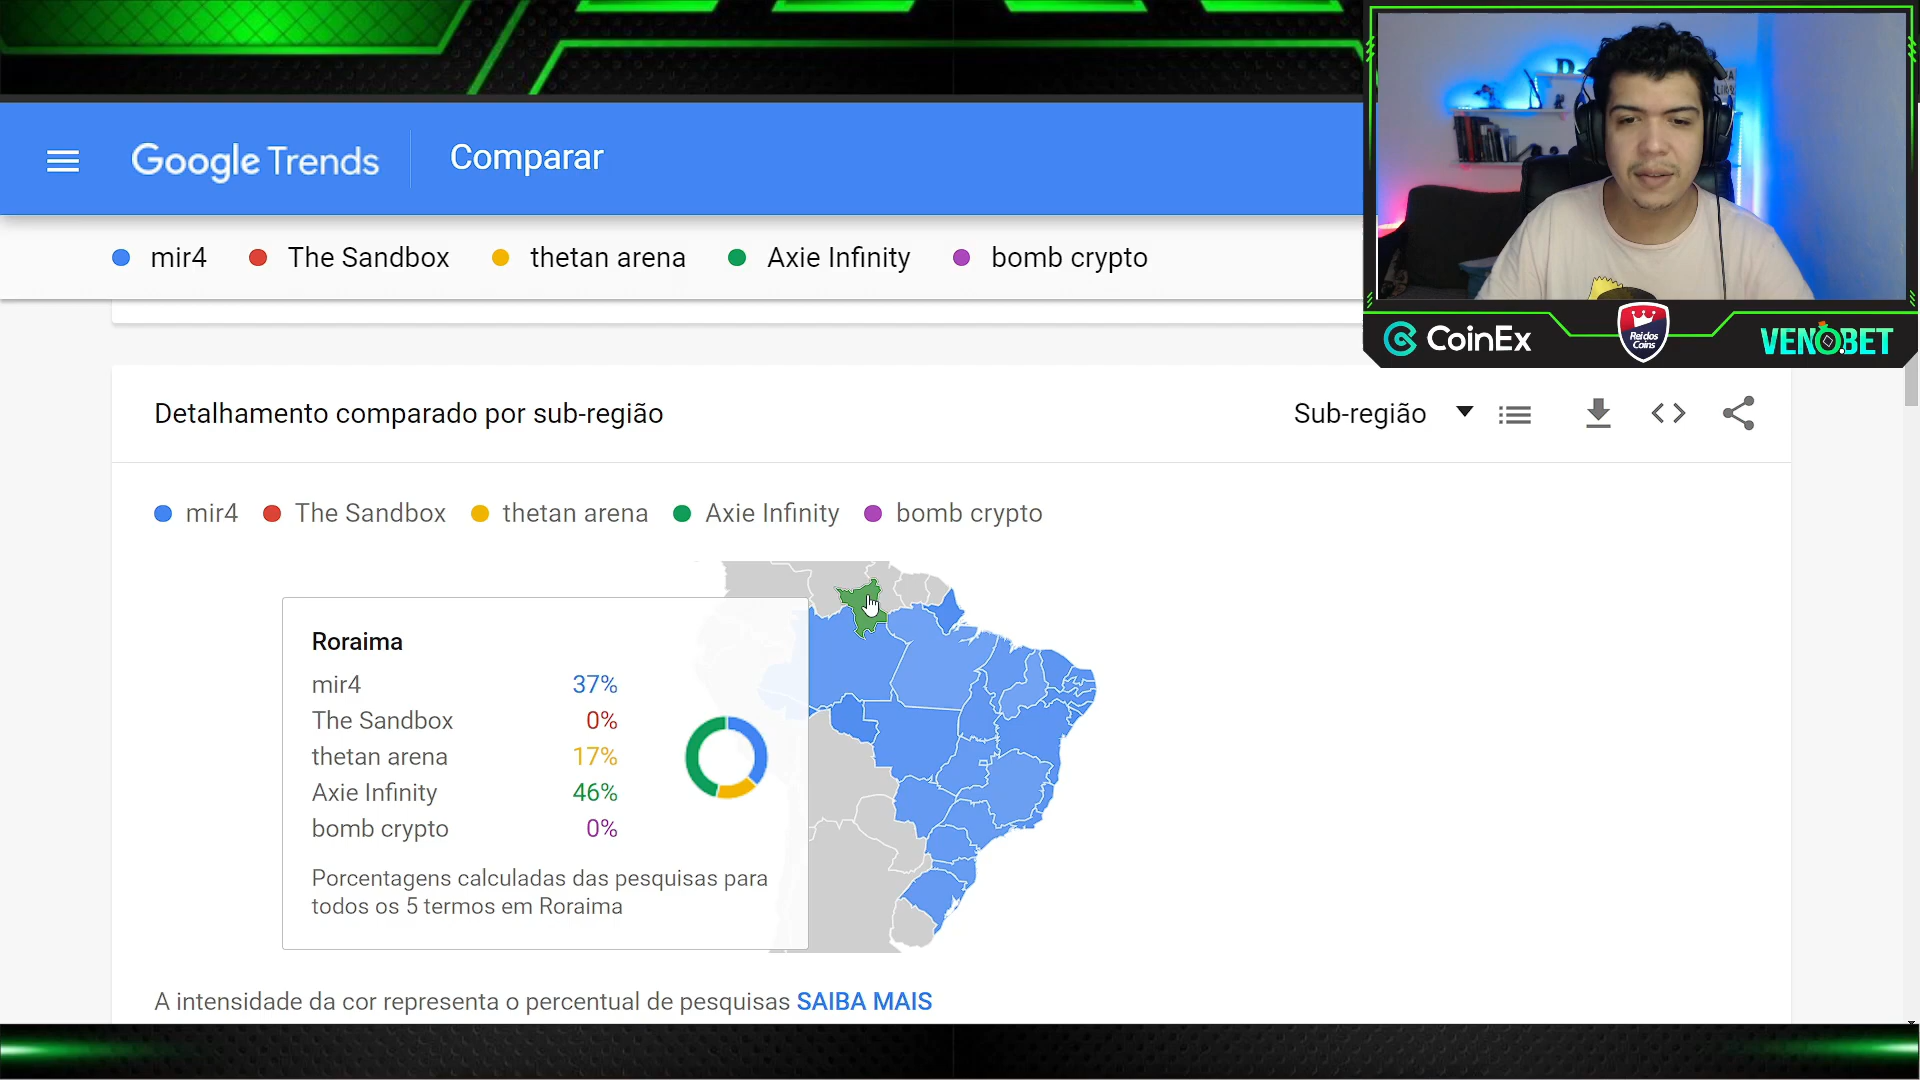 Google Trends
Comparar
mir4
The Sandbox
thetan arena
Axie Infinity
bomb crypto
CoinEx
Rei dos
Coins
VENOBET
Detalhamento comparado por sub-região
Sub-região
mir4
The Sandbox
thetan arena
Axie Infinity
bomb crypto
Roraima
mir4 37%
The Sandbox 0%
thetan arena 17%
Axie Infinity 46%
bomb crypto 0%
Porcentagens calculadas das pesquisas para
todos os 5 termos em Roraima
A intensidade da cor representa o percentual de pesquisas SAIBA MAIS